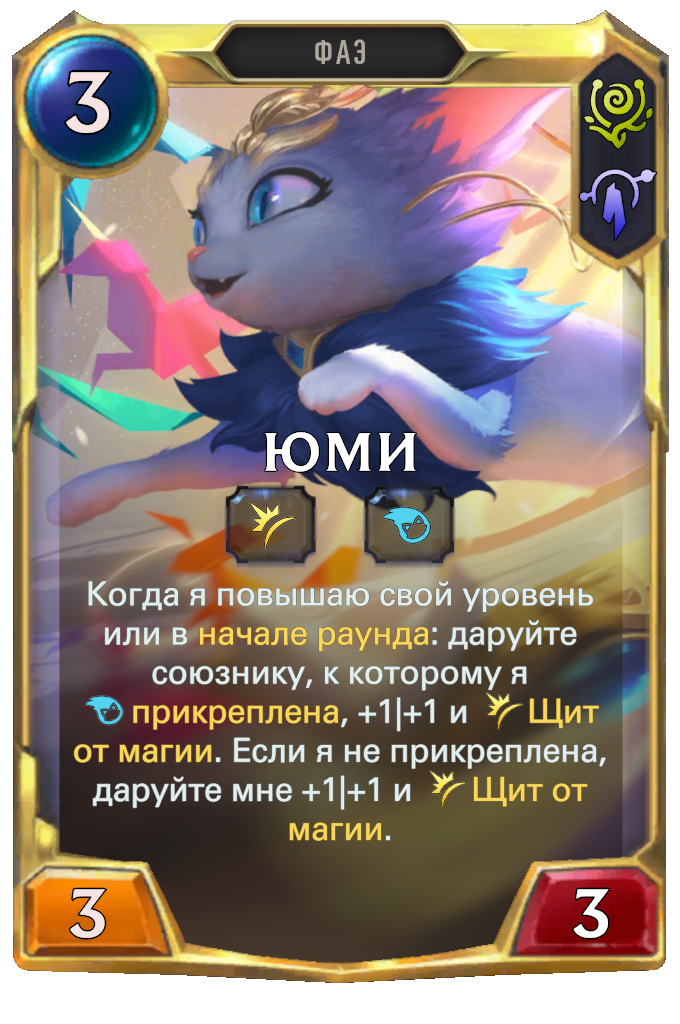 ФАЭ
3
ЮМИ
Когда я повышаю свой уровень
или в начале раунда: даруйте
союзнику, к которому я
прикреплена, +1|+1 и Щит
от магии. Если я не прикреплена,
даруйте мне +1|+1 и Щит от
магии.
3
3